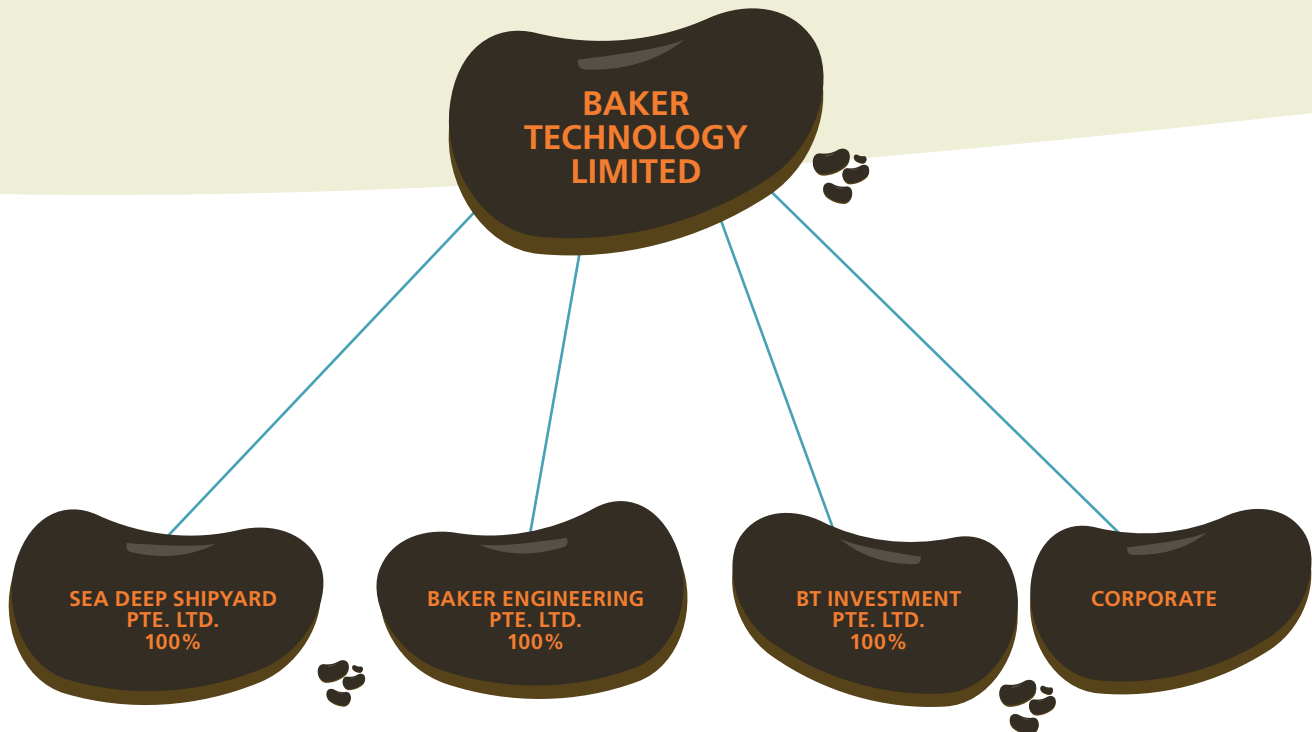 BAKER
TECHNOLOGY
LIMITED
SEA DEEP SHIPYARD
PTE. LTD.
100%
BAKER ENGINEERING
PTE. LTD.
100%
BT INVESTMENT
PTE. LTD.
100%
CORPORATE